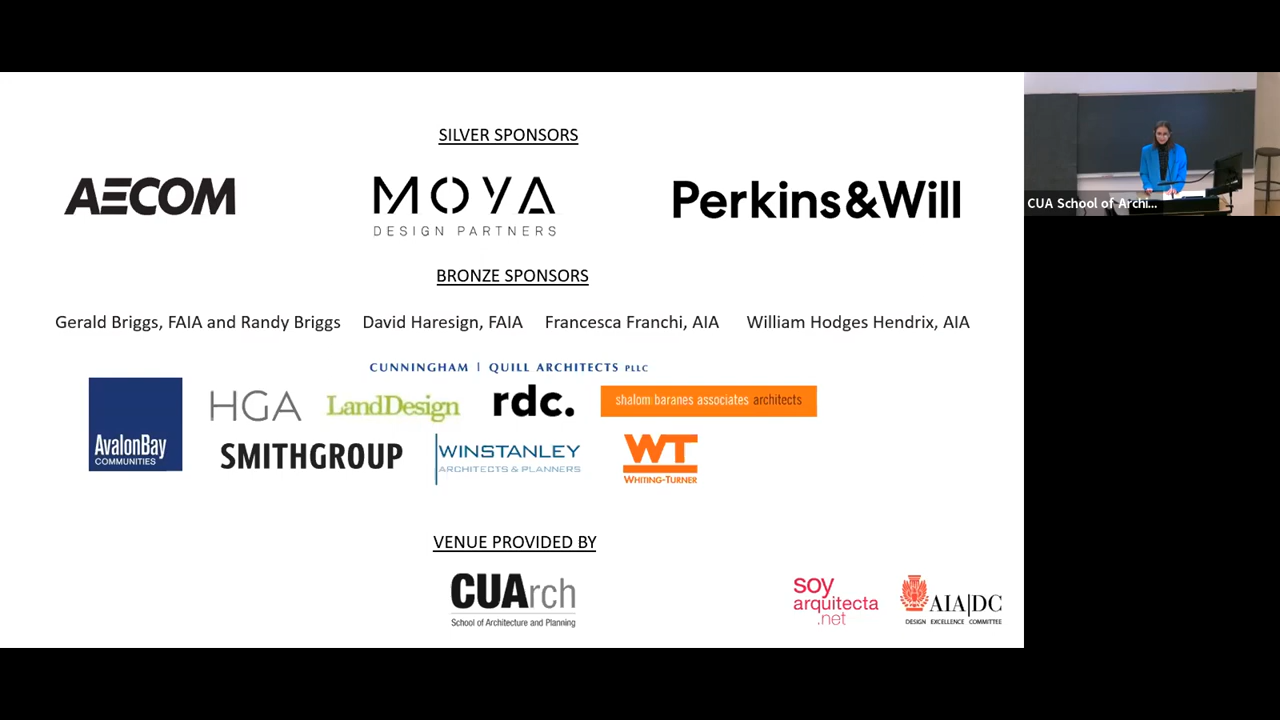 SILVER SPONSORS
AECOM
MOYA
DESIGN PARTNERS
Perkins&Will
BRONZE SPONSORS
Gerald Briggs, FAIA and Randy Briggs David Haresign, FAIA Francesca Franchi, AIA William Hodges Hendrix, AIA
CUNNINGHAM | QUILL ARCHITECTS PLLC
AvalonBay
COMMUNITIES
HGA
LandDesign
rdc.
shalom baranes associates architects
SMITHGROUP
WINSTANLEY
ARCHITECTS & PLANNERS
WT
WHITING-TURNER
VENUE PROVIDED BY
CUArch
School of Architecture and Planning
soy
arquitecta
.net
AIA|DC
DESIGN EXCELLENCE COMMITTEE
CUA School of Archi...